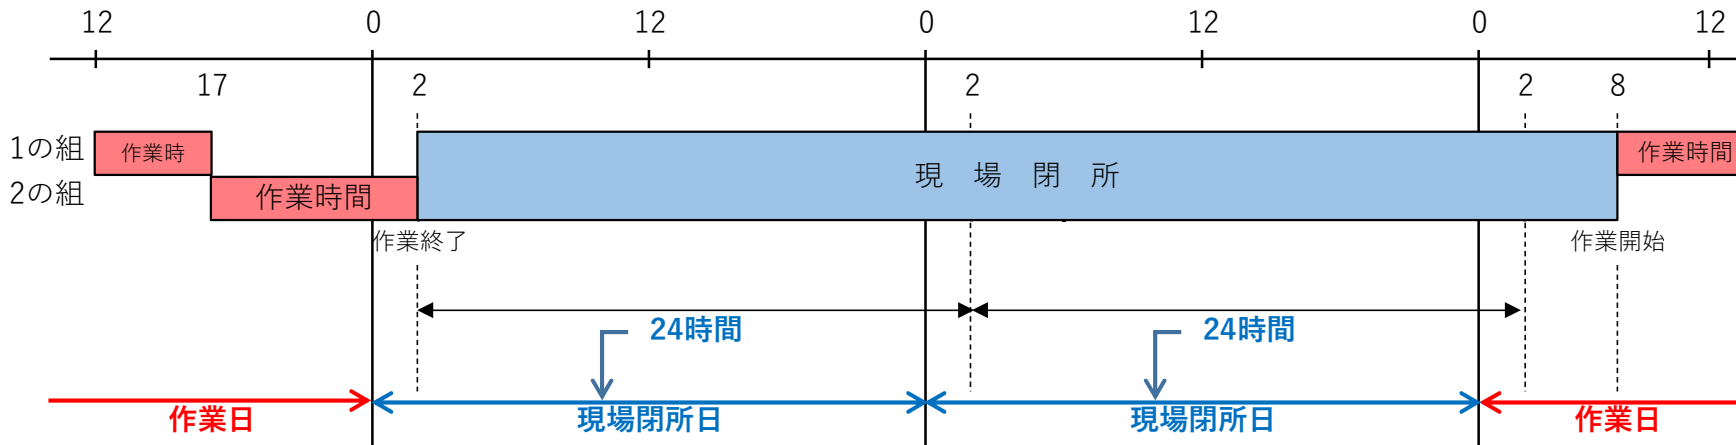 12 0 12 0 12 0 12
17 2 2 2 8
1の組 作業時 現場閉所 作業時間
2の組 作業時間
作業終了 作業開始
24時間 24時間
作業日 現場閉所日 現場閉所日 作業日